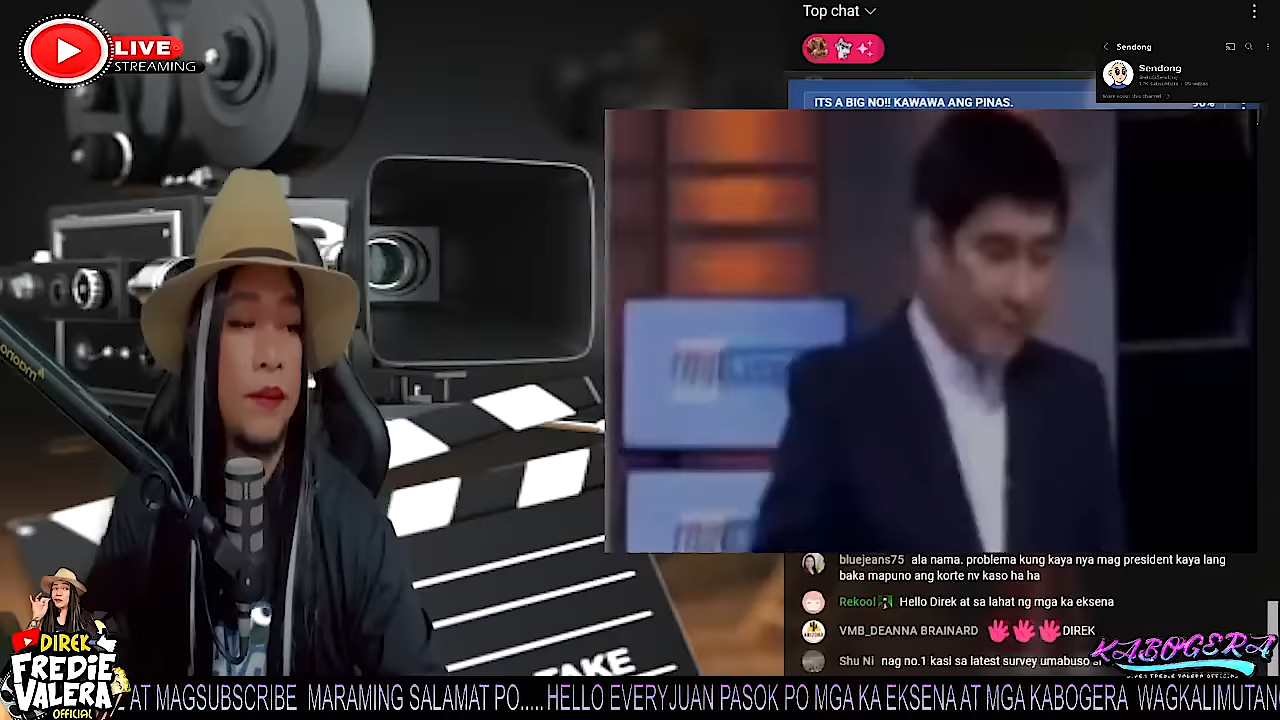 LIVE
STREAMING
Top chat
Sendong
Sendong
ITS A BIG NO!! KAWAWA ANG PINAS.
90%
bluejeans75 ala nama. problema kung kaya nya mag president kaya lang
baka mapuno ang korte nv kaso ha ha
Rekool Hello Direk at sa lahat ng mga ka eksena
VMB_DEANNA BRAINARD DIREK
Shu Ni nag no.1 kasi sa latest survey umabuso
KABOGERA
TAKE
DIREK
FREDIE
VALERA
OFFICIAL
AT MAGSUBSCRIBE MARAMING SALAMAT PO..... HELLO EVERYJUAN PASOK PO MGA KA EKSENA AT MGA KABOGERA WAGKALIMUTAN